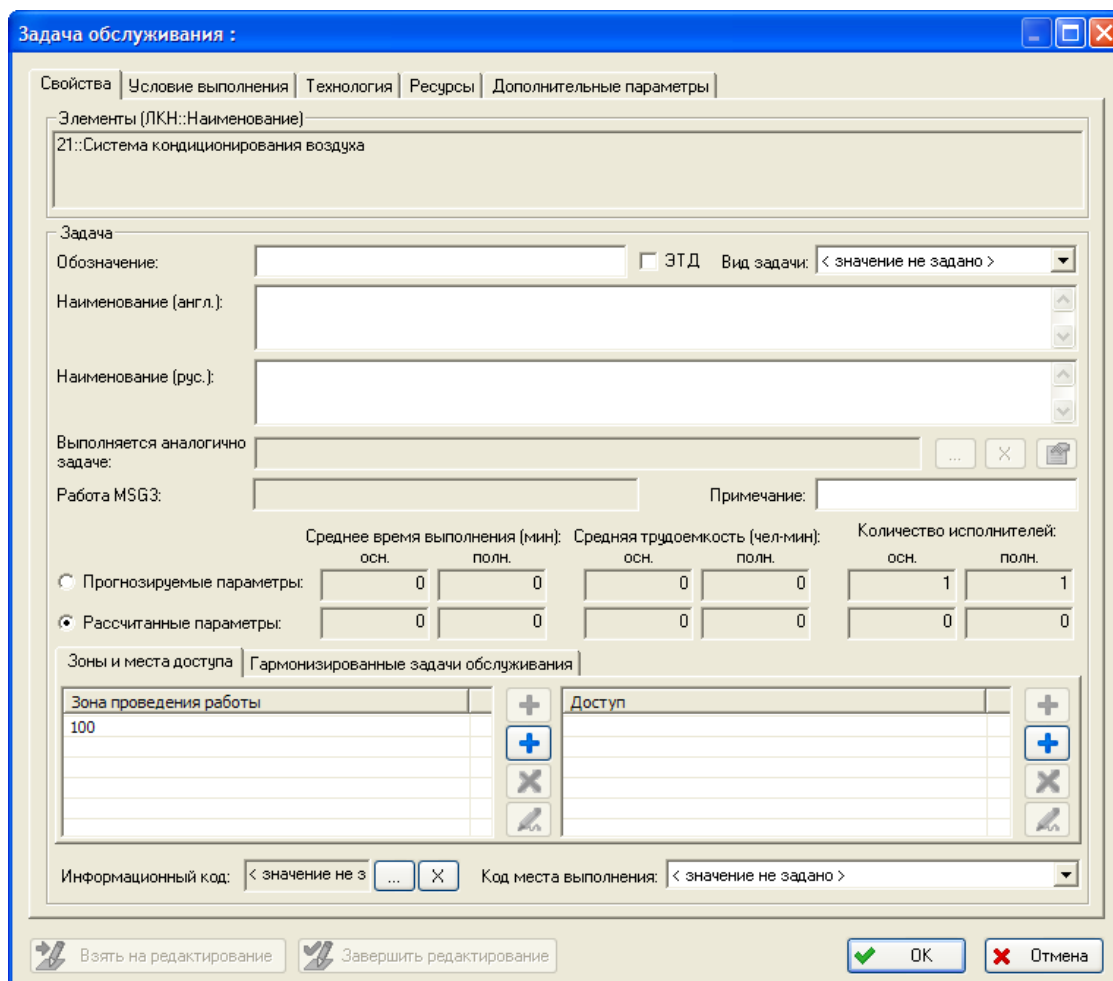 Задача обслуживания :
Свойства Условие выполнения Технология Ресурсы Дополнительные параметры
Элементы (ЛКН::Наименование)
21::Система кондиционирования воздуха
Задача
Обозначение: ЭТД Вид задачи: < значение не задано >
Наименование (англ.):
Наименование (рус.):
Выполняется аналогично
задаче: ... X
Работа MSG3: Примечание:
Среднее время выполнения (мин): Средняя трудоемкость (чел-мин): Количество исполнителей:
осн. полн. осн. полн. осн. полн.
Прогнозируемые параметры: 0 0 0 0 1 1
Рассчитанные параметры: 0 0 0 0 0 0
Зоны и места доступа Гармонизированные задачи обслуживания
Зона проведения работы Доступ
100
Информационный код: < значение не з ... X Код места выполнения: < значение не задано >
Взять на редактирование Завершить редактирование OK Отмена